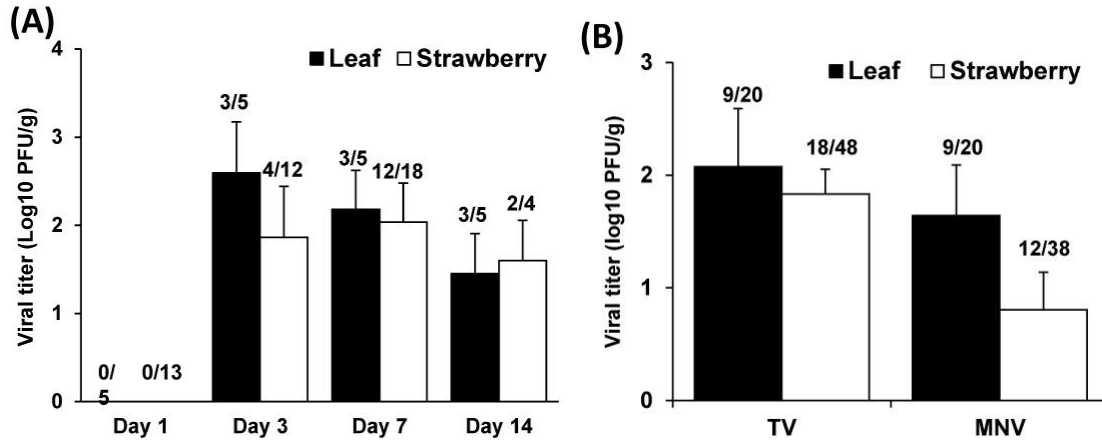 (A)
Viral titer (Log10 PFU/g)
4
3
2
1
0
Leaf Strawberry
0/
5
0/13
3/5
4/12
3/5
12/18
3/5
2/4
Day 1 Day 3 Day 7 Day 14
(B)
Viral titer (log10 PFU/g)
3
2
1
0
Leaf Strawberry
9/20
18/48
9/20
12/38
TV MNV